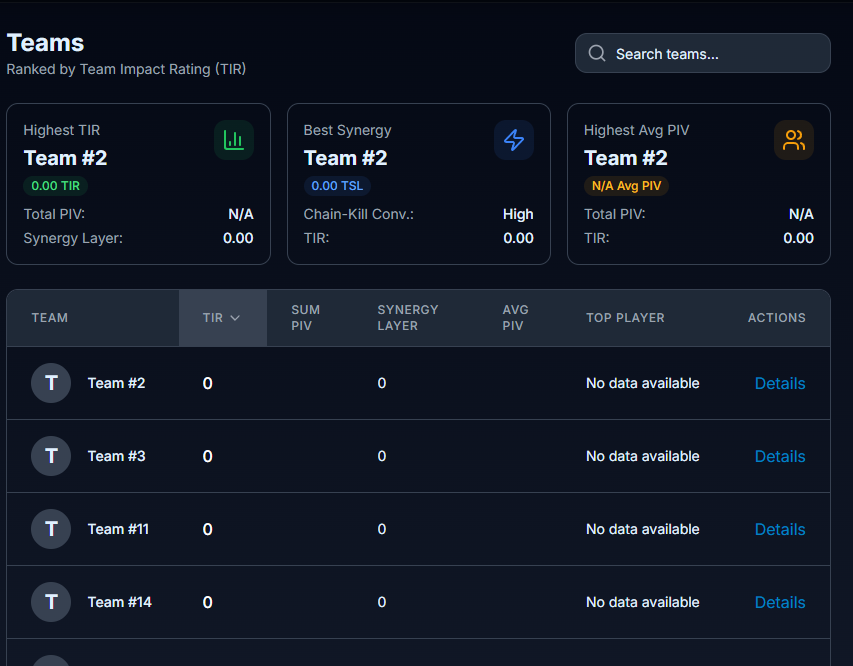 Teams
Ranked by Team Impact Rating (TIR)
Search teams...
Highest TIR
Team #2
0.00 TIR
Total PIV: N/A
Synergy Layer: 0.00
Best Synergy
Team #2
0.00 TSL
Chain-Kill Conv.: High
TIR: 0.00
Highest Avg PIV
Team #2
N/A Avg PIV
Total PIV: N/A
TIR: 0.00
TEAM TIR SUM PIV SYNERGY LAYER AVG PIV TOP PLAYER ACTIONS
T Team #2 0 0 No data available Details
T Team #3 0 0 No data available Details
T Team #11 0 0 No data available Details
T Team #14 0 0 No data available Details